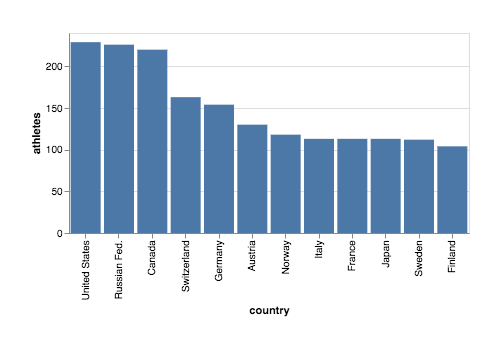 athletes
200
150
100
50
0
United States
Russian Fed.
Canada
Switzerland
Germany
Austria
Norway
Italy
France
Japan
Sweden
Finland
country